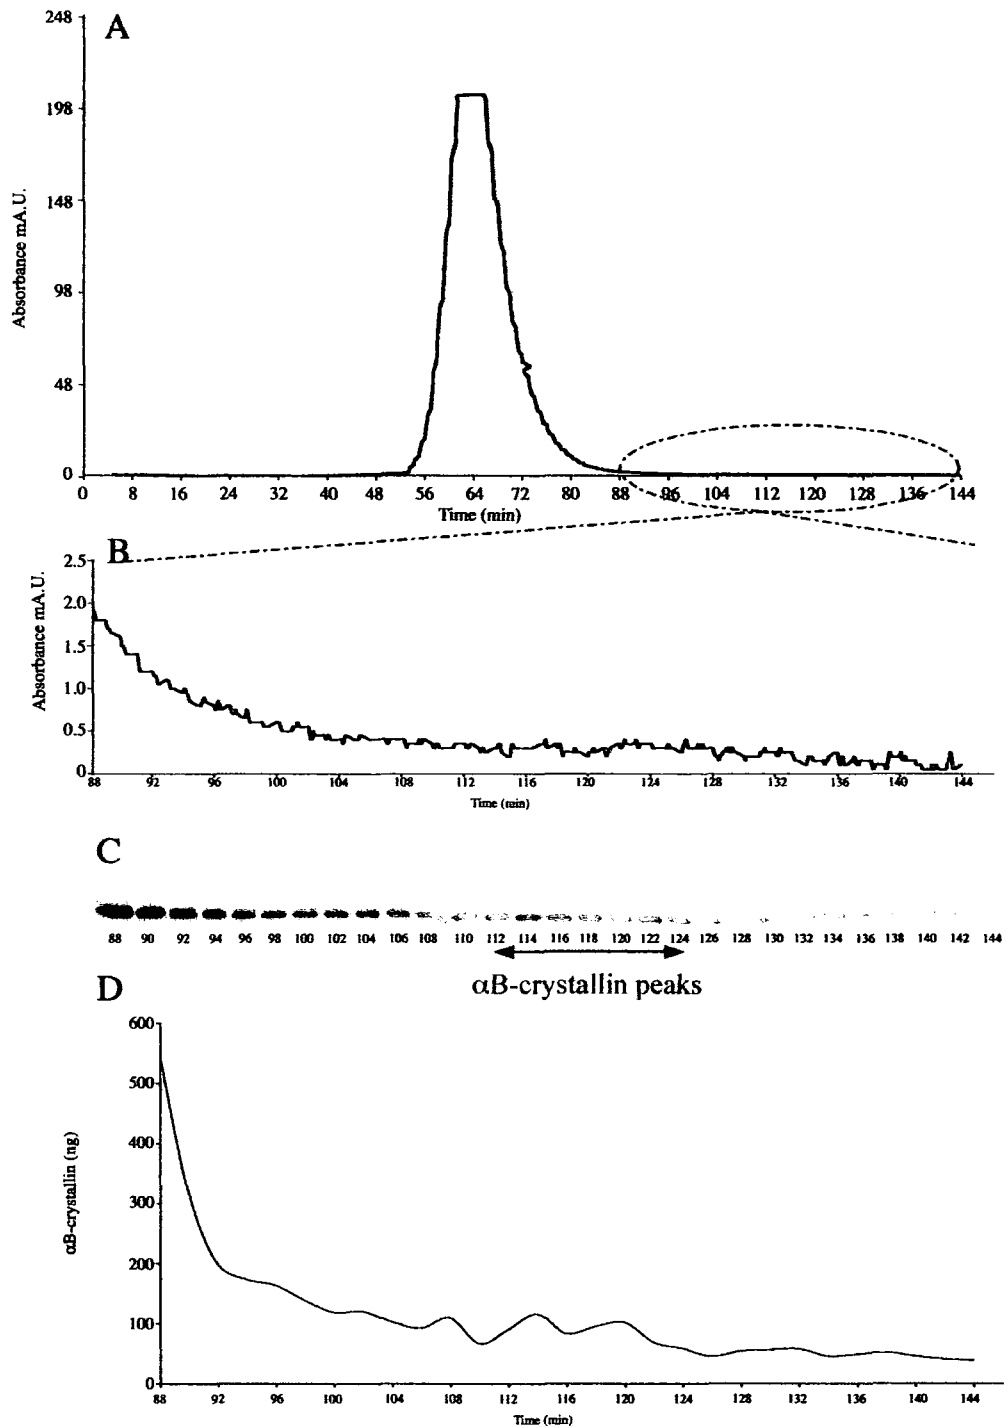 A
248
198
148
98
48
0
Absorbance mA.U.
0 8 16 24 32 40 48 56 64 72 80 88 96 104 112 120 128 136 144
Time (min)
B
2.5
2.0
1.5
1.0
0.5
0
Absorbance mA.U.
88 92 96 100 104 108 112 116 120 124 128 132 136 140 144
Time (min)
C
88 90 92 94 96 98 100 102 104 106 108 110 112 114 116 118 120 122 124 126 128 130 132 134 136 138 140 142 144
αB-crystallin peaks
D
600
500
400
300
200
100
0
αB-crystallin (ng)
88 92 96 100 104 108 112 116 120 124 128 132 136 140 144
Time (min)